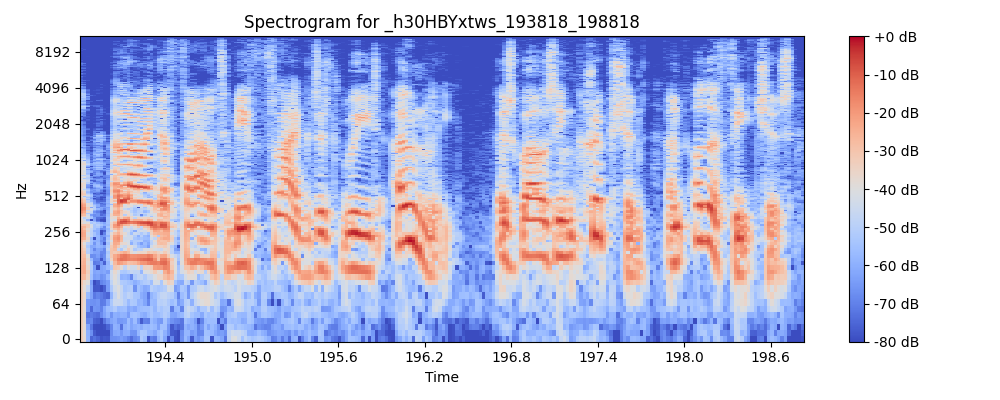 Spectrogram for _h30HBYxtws_193818_198818
8192
4096
2048
1024
512
256
128
64
0
Hz
194.4 195.0 195.6 196.2 196.8 197.4 198.0 198.6
Time
+0 dB
-10 dB
-20 dB
-30 dB
-40 dB
-50 dB
-60 dB
-70 dB
-80 dB